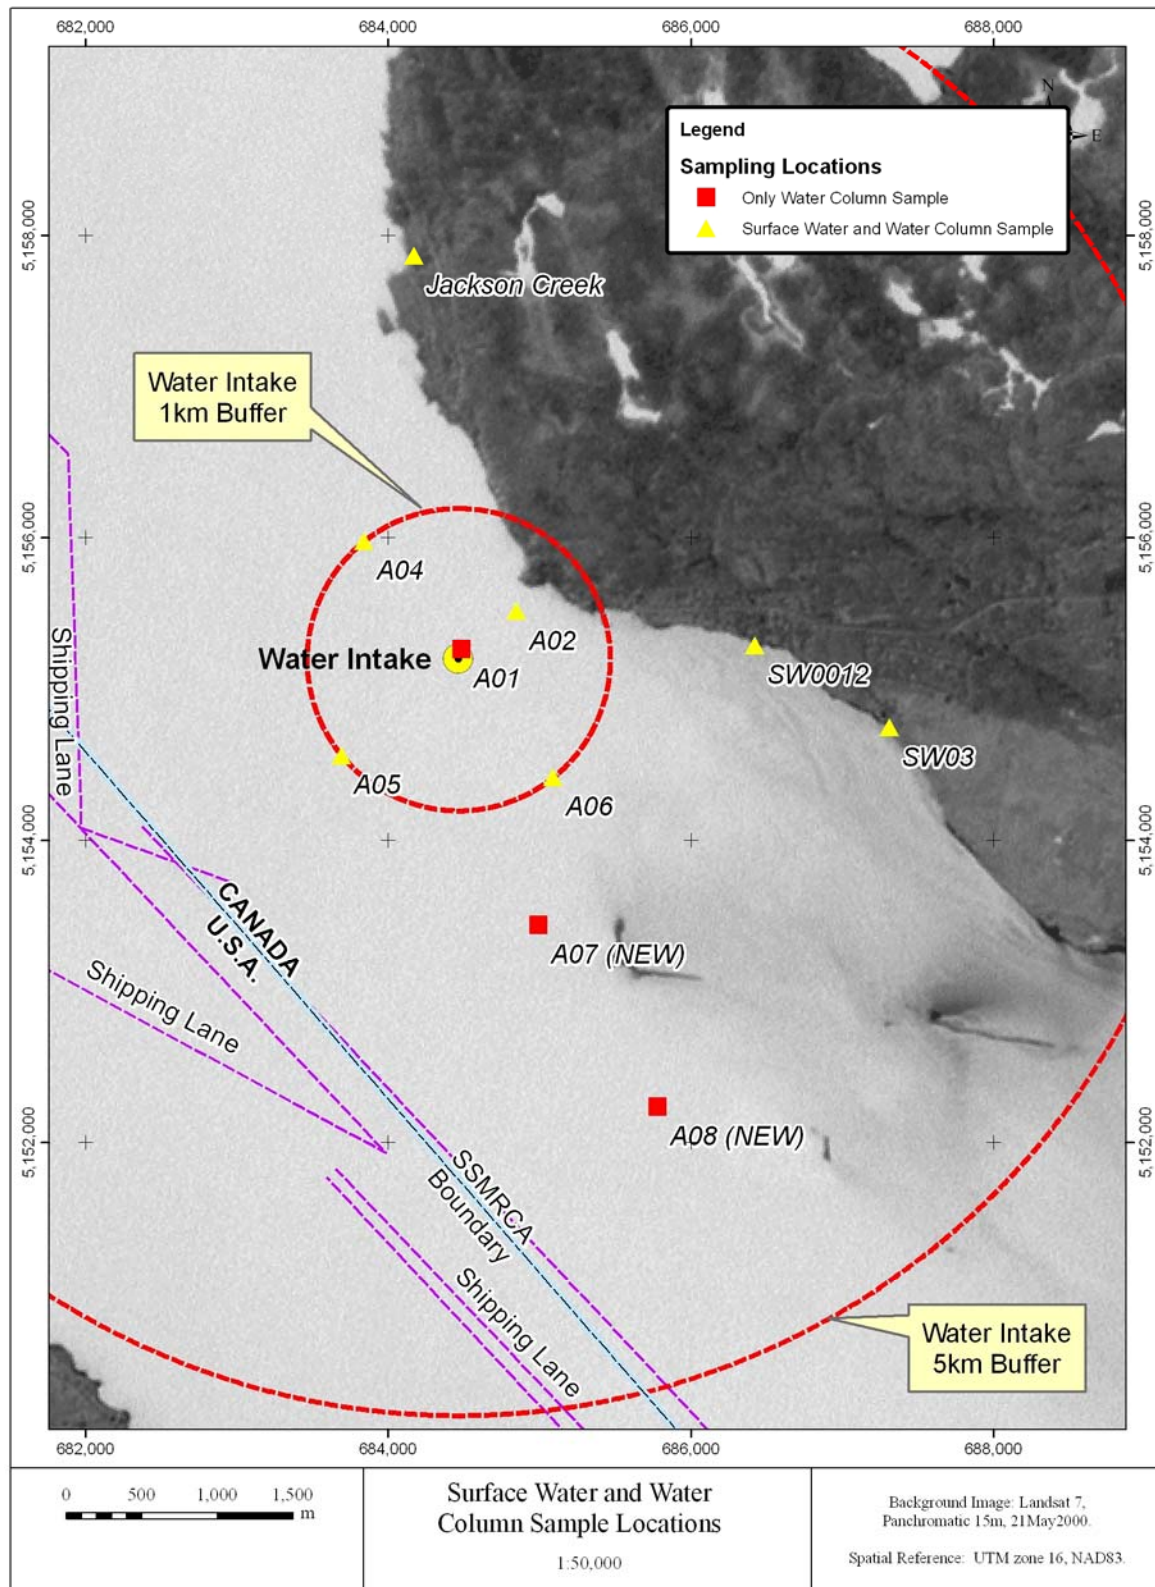 682,000
684,000
686,000
688,000
N
E
Legend
Sampling Locations
Only Water Column Sample
Surface Water and Water Column Sample
5,158,000
5,158,000
Jackson Creek
Water Intake
1km Buffer
5,156,000
5,156,000
A04
A02
Water Intake
A01
SW0012
SW03
Shipping Lane
A05
A06
5,154,000
5,154,000
CANADA
U.S.A.
A07 (NEW)
Shipping Lane
A08 (NEW)
5,152,000
5,152,000
SSMRCA
Boundary
Shipping Lane
Water Intake
5km Buffer
682,000
684,000
686,000
688,000
0 500 1,000 1,500
m
Surface Water and Water
Column Sample Locations
1:50,000
Background Image: Landsat 7,
Panchromatic 15m, 21May2000.
Spatial Reference: UTM zone 16, NAD83.